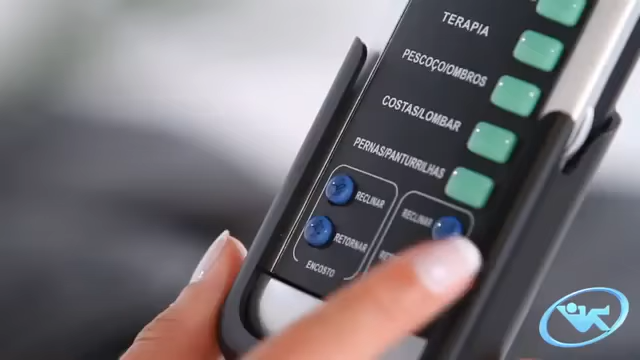 TERAPIA
PESCOÇO/OMBROS
COSTAS/LOMBAR
PERNAS/PANTURRILHAS
RECLINAR
RETORNAR
ENCOSTO
RECLINAR